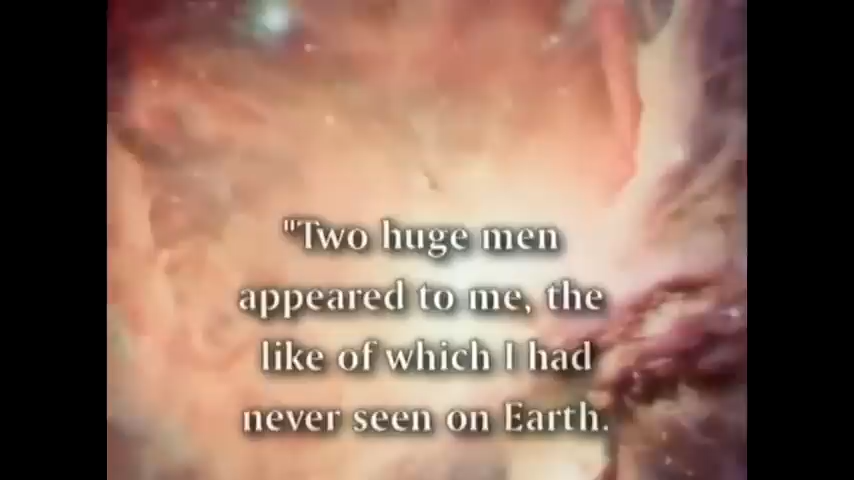 "Two huge men
appeared to me, the
like of which I had
never seen on Earth.